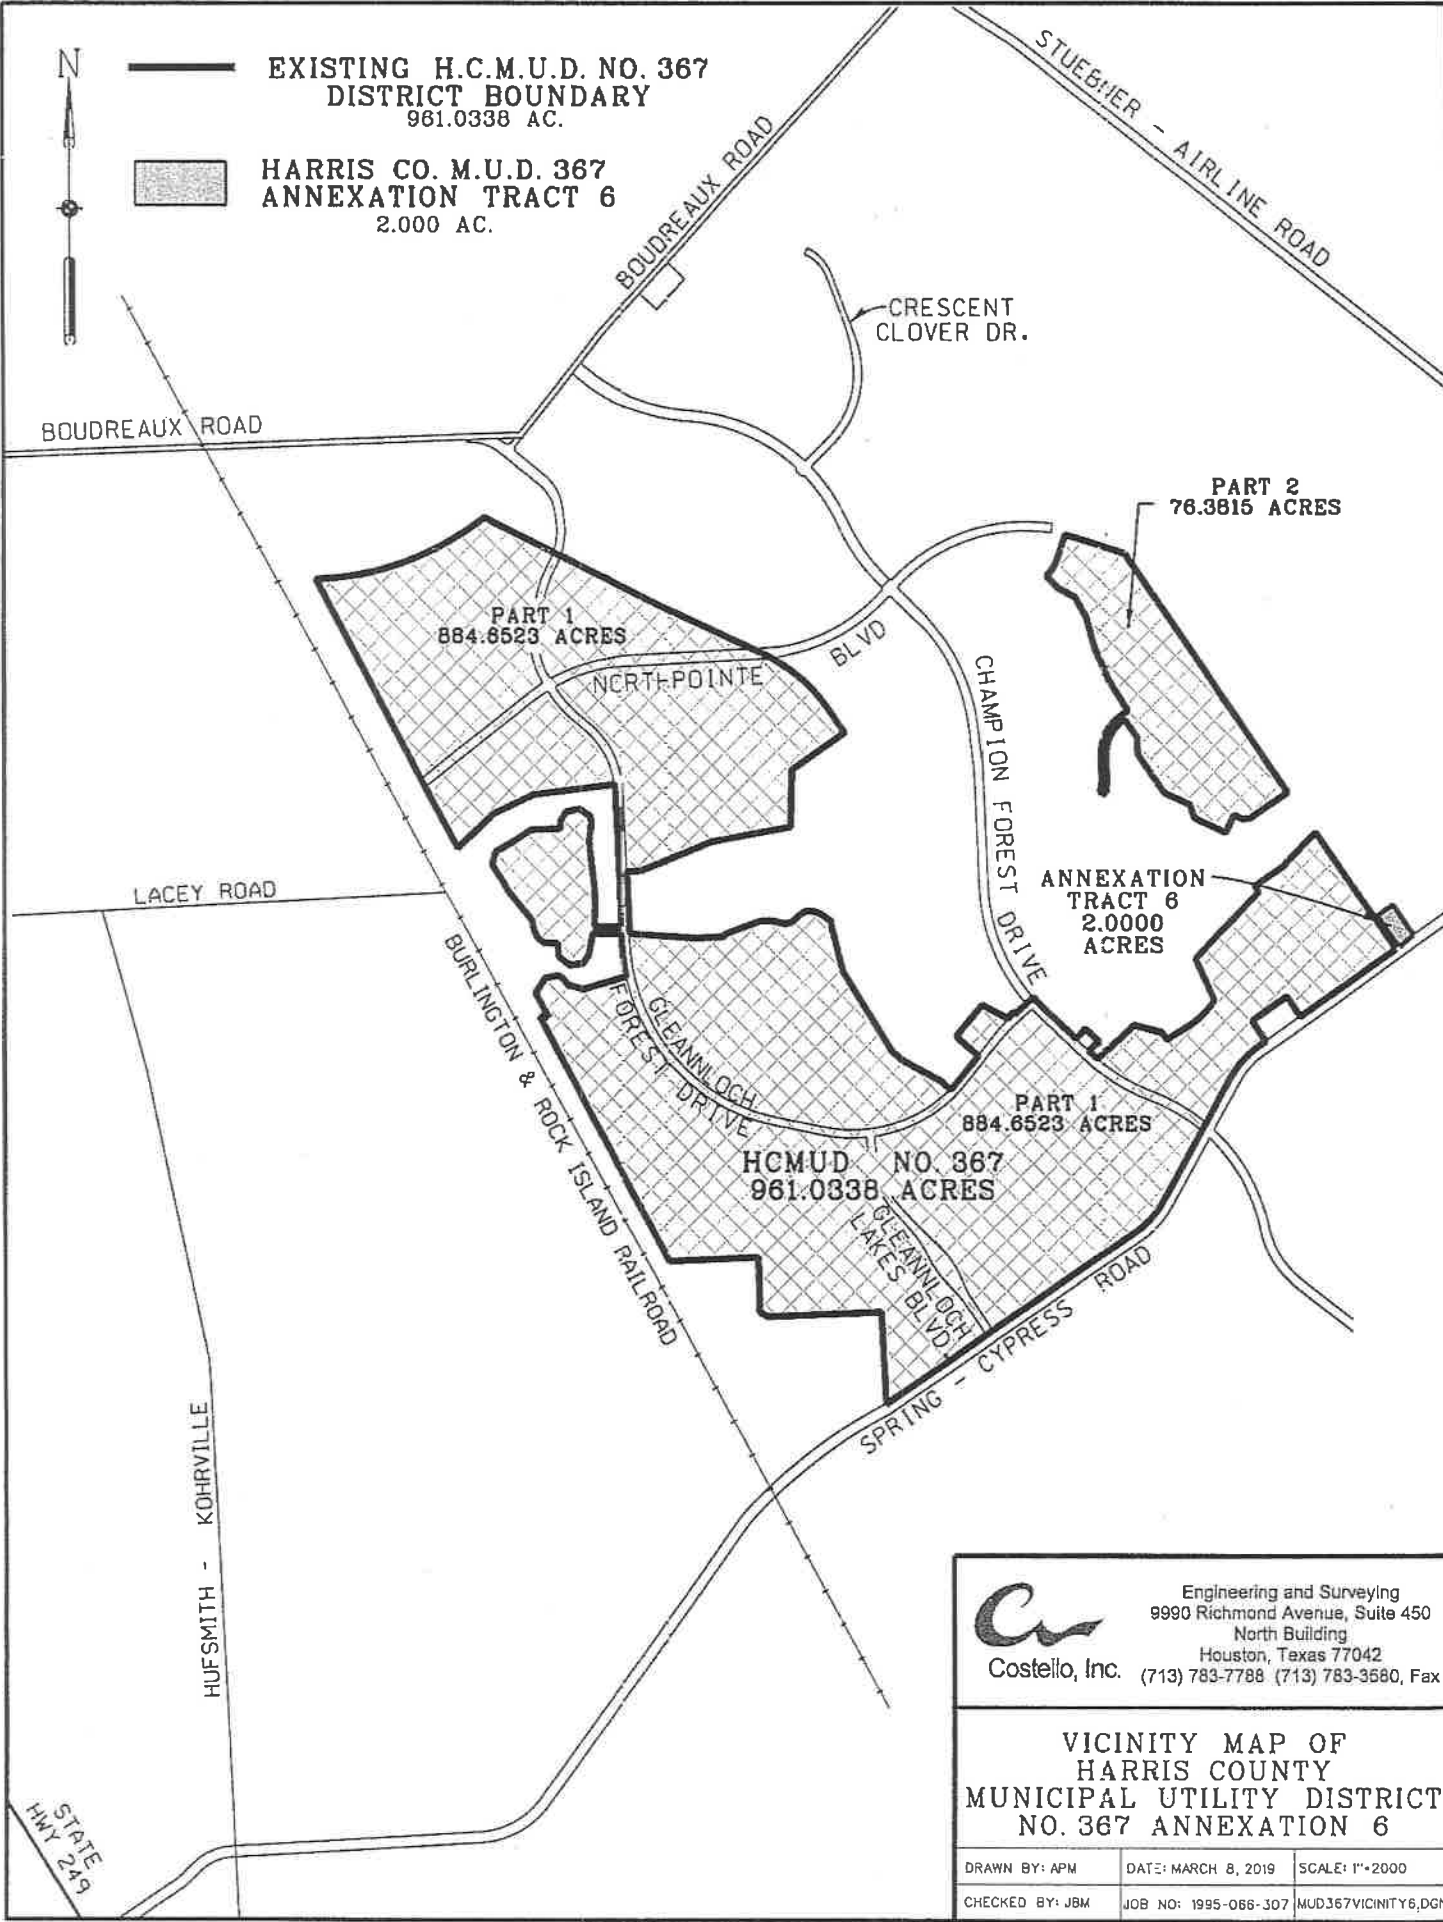 N
EXISTING H.C.M.U.D. NO. 367
DISTRICT BOUNDARY
961.0338 AC.
HARRIS CO. M.U.D. 367
ANNEXATION TRACT 6
2.000 AC.
STUEBNER - AIRLINE ROAD
BOUDREAUX ROAD
CRESCENT
CLOVER DR.
BOUDREAUX ROAD
PART 2
76.3815 ACRES
PART 1
884.6523 ACRES
NORTHPOINTE
BLVD
CHAMPION FOREST DRIVE
ANNEXATION
TRACT 6
2.0000
ACRES
LACEY ROAD
BURLINGTON & ROCK ISLAND RAILROAD
GLEANNLOCH
FOREST DRIVE
PART 1
884.6523 ACRES
HCMUD NO. 367
961.0338 ACRES
GLEANNLOCH
LAKES BLVD
SPRING - CYPRESS ROAD
HUFSMITH - KOHRVILLE
STATE
HWY 249
Costello, Inc.
Engineering and Surveying
9990 Richmond Avenue, Suite 450
North Building
Houston, Texas 77042
(713) 783-7788 (713) 783-3580, Fax
VICINITY MAP OF
HARRIS COUNTY
MUNICIPAL UTILITY DISTRICT
NO. 367 ANNEXATION 6
DRAWN BY: APM
DATE: MARCH 8, 2019
SCALE: 1"=2000
CHECKED BY: JBM
JOB NO: 1995-066-307
MUD367VICINITY6.DGN